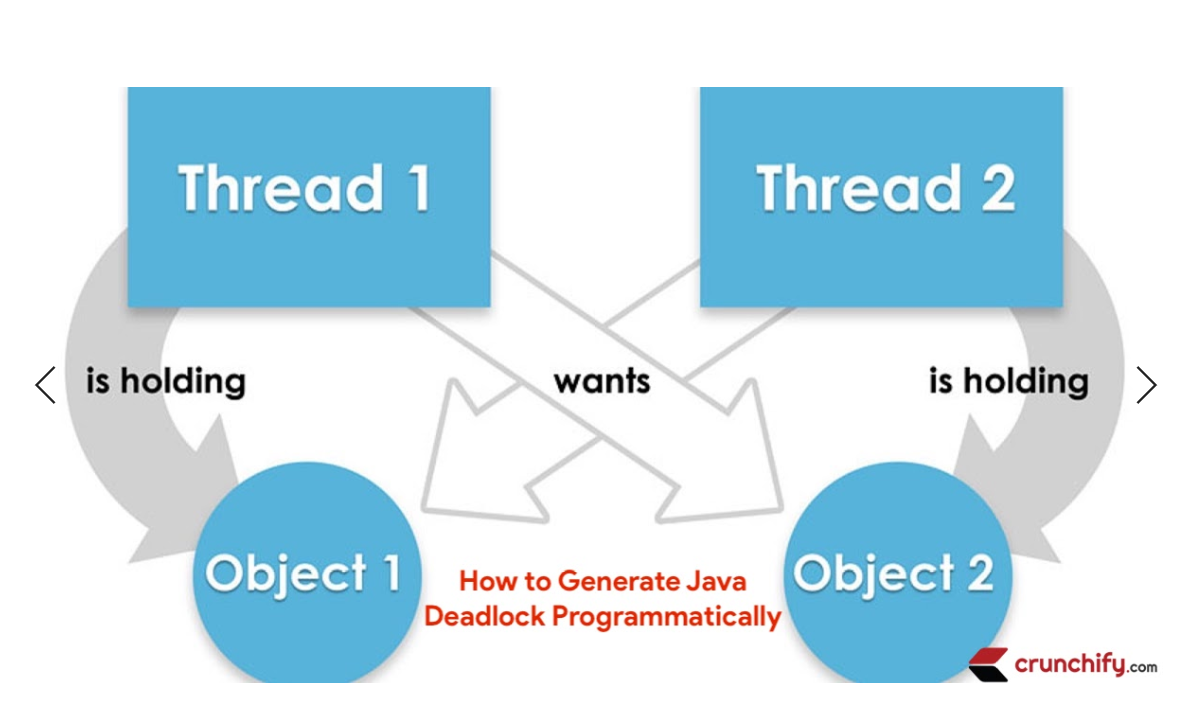 Thread 1
Thread 2
is holding
wants
is holding
Object 1
How to Generate Java
Deadlock Programmatically
Object 2
crunchify.com